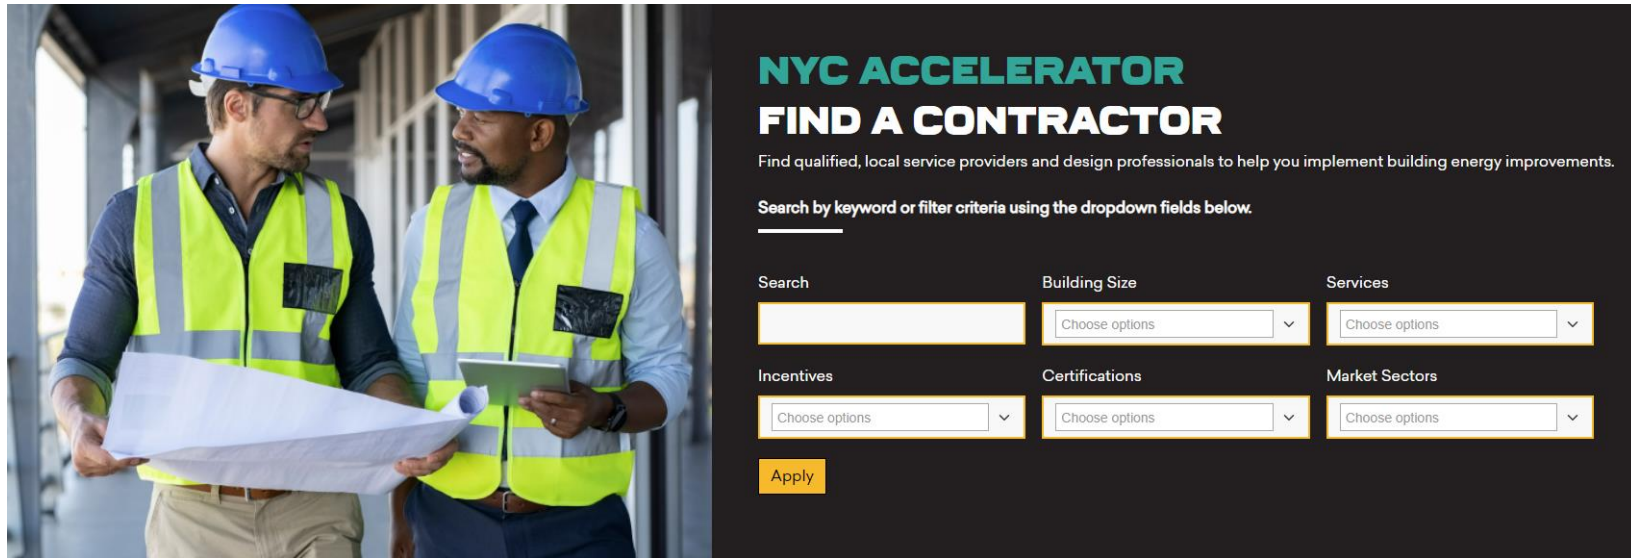 NYC ACCELERATOR
FIND A CONTRACTOR
Find qualified, local service providers and design professionals to help you implement building energy improvements.
Search by keyword or filter criteria using the dropdown fields below.
Search Building Size Services
Choose options Choose options
Incentives Certifications Market Sectors
Choose options Choose options Choose options
Apply